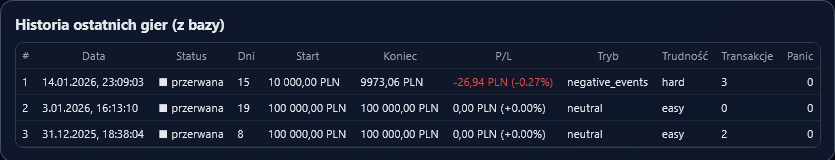 Historia ostatnich gier (z bazy)
# Data Status Dni Start Koniec P/L Tryb Trudność Transakcje Panic
1 14.01.2026, 23:09:03 przerwana 15 10 000,00 PLN 9973,06 PLN -26,94 PLN (-0.27%) negative_events hard 3 0
2 3.01.2026, 16:13:10 przerwana 19 100 000,00 PLN 100 000,00 PLN 0,00 PLN (+0.00%) neutral easy 0 0
3 31.12.2025, 18:38:04 przerwana 8 100 000,00 PLN 100 000,00 PLN 0,00 PLN (+0.00%) neutral easy 2 0